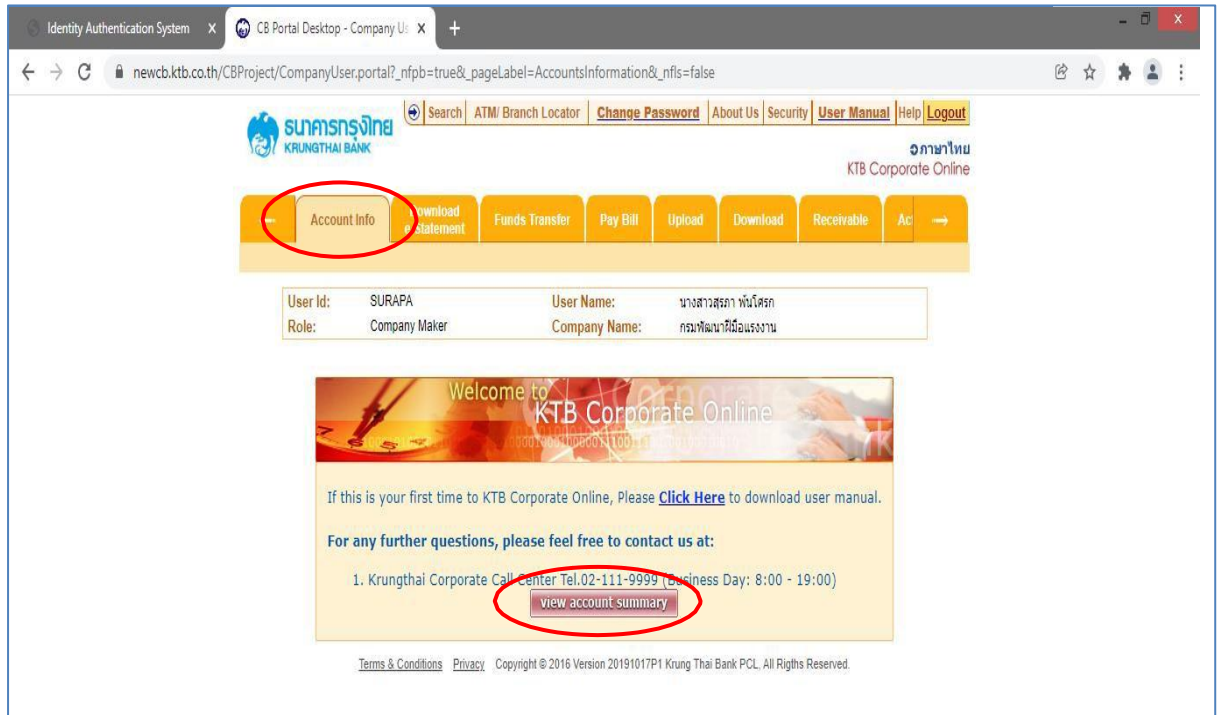 Identity Authentication System X CB Portal Desktop - Company Us X +
newcb.ktb.co.th/CBProject/CompanyUser.portal?_nfpb=true&_pageLabel=AccountsInformation&_nfls=false
Search ATM/ Branch Locator Change Password About Us Security User Manual Help Logout
ธนาคารกรุงไทย
KRUNGTHAI BANK
ภาษาไทย
KTB Corporate Online
Account Info Download e-Statement Funds Transfer Pay Bill Upload Download Receivable Ac
User Id: SURAPA User Name: นางสาวสุรภา พันโศรก
Role: Company Maker Company Name: กรมพัฒนาฝีมือแรงงาน
Welcome to
KTB Corporate Online
If this is your first time to KTB Corporate Online, Please Click Here to download user manual.
For any further questions, please feel free to contact us at:
1. Krungthai Corporate Call Center Tel.02-111-9999 (Business Day: 8:00 - 19:00)
view account summary
Terms & Conditions Privacy Copyright © 2016 Version 20191017P1 Krung Thai Bank PCL, All Rigths Reserved.